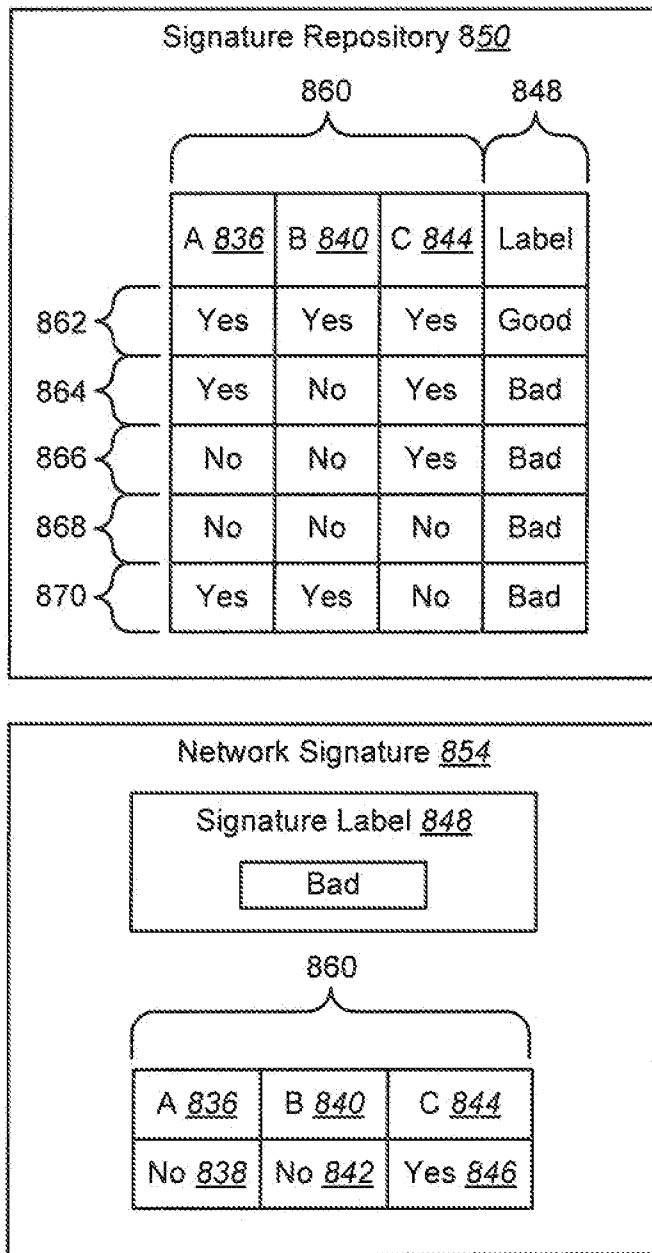 Signature Repository 850
860 848
A 836 B 840 C 844 Label
862 Yes Yes Yes Good
864 Yes No Yes Bad
866 No No Yes Bad
868 No No No Bad
870 Yes Yes No Bad
Network Signature 854
Signature Label 848
Bad
860
A 836 B 840 C 844
No 838 No 842 Yes 846